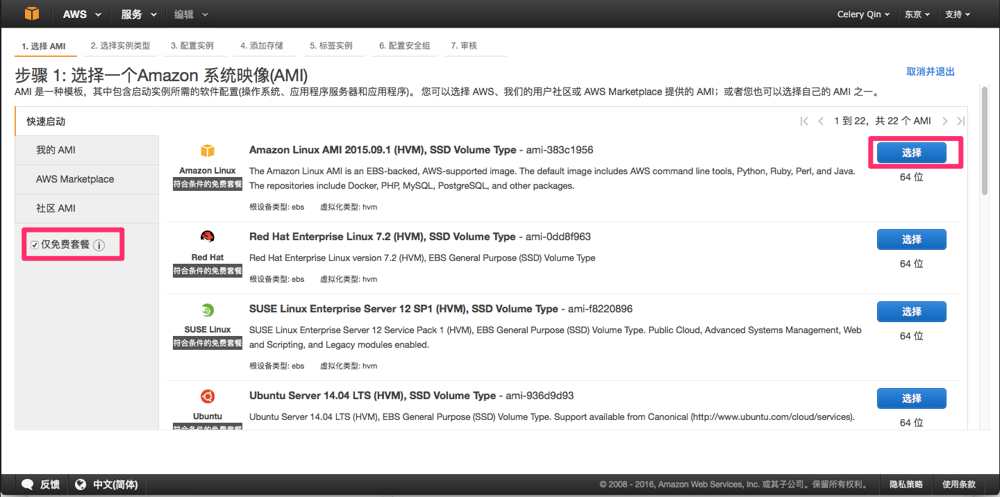 AWS 服务 编辑 Celery Qin 东京 支持
1. 选择 AMI 2. 选择实例类型 3. 配置实例 4. 添加存储 5. 标签实例 6. 配置安全组 7. 审核
步骤 1: 选择一个Amazon 系统映像(AMI)
取消并退出
AMI 是一种模板，其中包含启动实例所需的软件配置(操作系统、应用程序服务器和应用程序)。 您可以选择 AWS、我们的用户社区或 AWS Marketplace 提供的 AMI；或者您也可以选择自己的 AMI 之一。
快速启动
我的 AMI
AWS Marketplace
社区 AMI
仅免费套餐
1 到 22，共 22 个 AMI
Amazon Linux
符合条件的免费套餐
Amazon Linux AMI 2015.09.1 (HVM), SSD Volume Type - ami-383c1956
The Amazon Linux AMI is an EBS-backed, AWS-supported image. The default image includes AWS command line tools, Python, Ruby, Perl, and Java.
The repositories include Docker, PHP, MySQL, PostgreSQL, and other packages.
根设备类型: ebs 虚拟化类型: hvm
选择
64 位
Red Hat
符合条件的免费套餐
Red Hat Enterprise Linux 7.2 (HVM), SSD Volume Type - ami-0dd8f963
Red Hat Enterprise Linux version 7.2 (HVM), EBS General Purpose (SSD) Volume Type
根设备类型: ebs 虚拟化类型: hvm
选择
64 位
SUSE Linux
符合条件的免费套餐
SUSE Linux Enterprise Server 12 SP1 (HVM), SSD Volume Type - ami-f8220896
SUSE Linux Enterprise Server 12 Service Pack 1 (HVM), EBS General Purpose (SSD) Volume Type. Public Cloud, Advanced Systems Management, Web
and Scripting, and Legacy modules enabled.
根设备类型: ebs 虚拟化类型: hvm
选择
64 位
Ubuntu
符合条件的免费套餐
Ubuntu Server 14.04 LTS (HVM), SSD Volume Type - ami-936d9d93
Ubuntu Server 14.04 LTS (HVM), EBS General Purpose (SSD) Volume Type. Support available from Canonical (http://www.ubuntu.com/cloud/services).
选择
64 位
反馈 中文(简体) © 2008 - 2016, Amazon Web Services, Inc. 或其子公司。保留所有权利。 隐私策略 使用条款